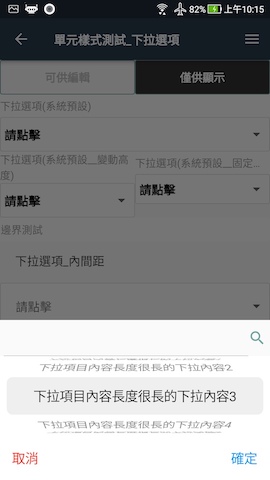 82% 上午10:15
單元樣式測試_下拉選項
可供編輯 僅供顯示
下拉選項(系統預設)
請點擊
下拉選項(系統預設__變動高度) 下拉選項(系統預設__固定...
請點擊 請點擊
邊界測試
下拉選項_內間距
請點擊
下拉項目內容長度很長的下拉內容2
下拉項目內容長度很長的下拉內容3
下拉項目內容長度很長的下拉內容4
取消 確定